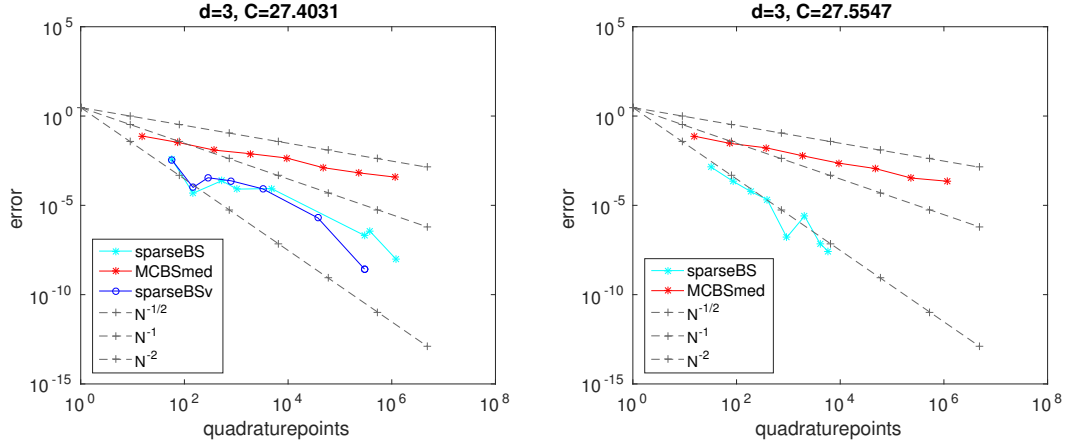 d=3, C=27.4031
10^5
10^0
10^-5
10^-10
10^-15
error
sparseBS
MCBSmed
sparseBSv
N^-1/2
N^-1
N^-2
10^0
10^2
10^4
10^6
10^8
quadraturepoints
d=3, C=27.5547
10^5
10^0
10^-5
10^-10
10^-15
error
sparseBS
MCBSmed
N^-1/2
N^-1
N^-2
10^0
10^2
10^4
10^6
10^8
quadraturepoints